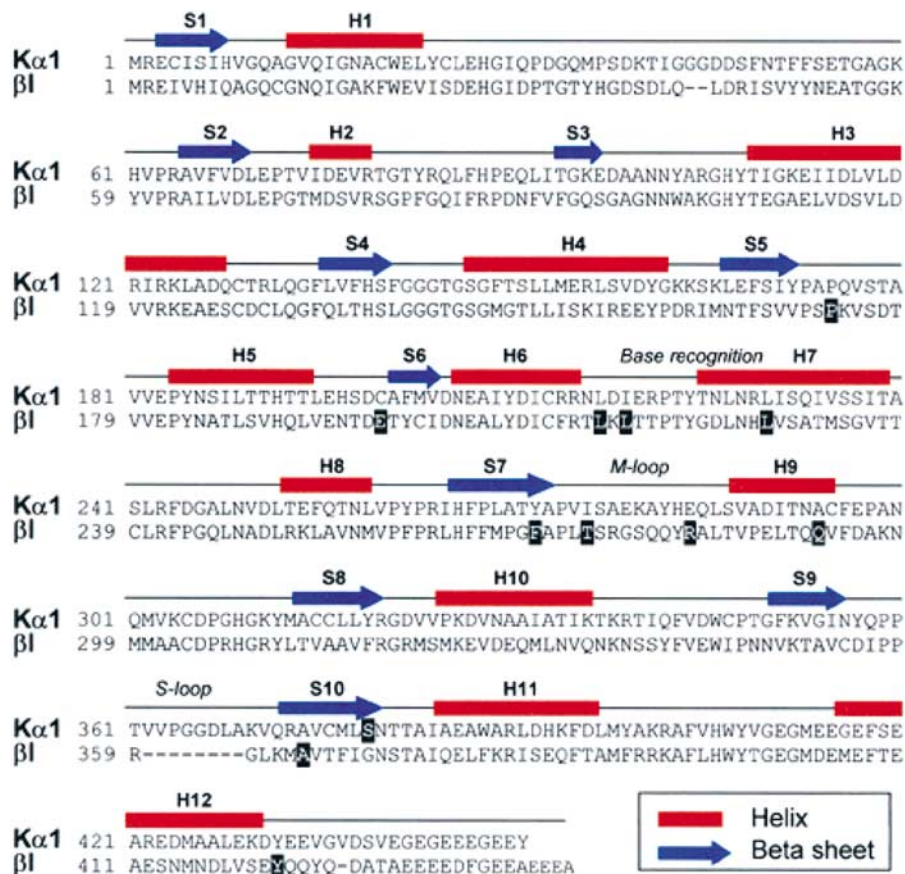 S1 H1
Kα1 1 MRECISIHVGQAGVQIGNACWELYCLEHGIQPDGQMPSDKTIGGGDDSFNTFFSETGAGK
βI 1 MREIVHIQAGQCGNQIGAKFWEVISDEHGIDPTGTYHGDSDLQ--LDRISVYYNEATGGK
S2 H2 S3 H3
Kα1 61 HVPRAVFVDLEPTVIDEVRTGTYRQLFHPEQLITGKEDAANNYARGHYTIGKEIIDLVLD
βI 59 YVPRAILVDLEPGTMDSVRSGPFGQIFRPDNFVFGQSGAGNNWAKGHYTEGAELVDSVLD
S4 H4 S5
Kα1 121 RIRKLADQCTRLQGFLVFHSFGGGTGSGFTSLLMERLSVDYGKKSKLEFSIYPAPQVSTA
βI 119 VVRKEAESCDCLQGFQLTHSLGGGTGSGMGTLLISKIREEYPDRIMNTFSVVPSPKVSDT
H5 S6 H6 Base recognition H7
Kα1 181 VVEPYNSILTTHTTLEHSDCAFMVDNEAIYDICRRNLDIERPTYTNLNRLISQIVSSITA
βI 179 VVEPYNATLSVHQLVENTDETYCIDNEALYDICFRTLKLTTPTYGDLNHLVSATMSGVTT
H8 S7 M-loop H9
Kα1 241 SLRFDGALNVDLTEFQTNLVPYPRIHFPLATYAPVISAEKAYHEQLSVADITNACFEPAN
βI 239 CLRFPGQLNADLRKLAVNMVPFPRLHFFMPGFAPLTSRGSQQYRALTVPELTQQVFDAKN
S8 H10 S9
Kα1 301 QMVKCDPGHGKYMACCLLYRGDVVPKDVNAAIATIKTKRTIQFVDWCPTGFKVGINYQPP
βI 299 MMAACDPRHGRYLTVAAVFRGRMSMKEVDEQMLNVQNKNSSYFVEWIPNNVKTAVCDIPP
S-loop S10 H11
Kα1 361 TVVPGGDLAKVQRAVCMLSNTTAIAEAWARLDHKFDLMYAKRAFVHWYVGEGMEEGEFSE
βI 359 R--------GLKMAVTFIGNSTAIQELFKRISEQFTAMFRRKAFLHWYTGEGMDEMEFTE
H12
Kα1 421 AREDMAALEKDYEEVGVDSVEGEGEEEGEEY
βI 411 AESNMNDLVSEYQQYQ-DATAEEEEDFGEEAEEEA
Helix
Beta sheet